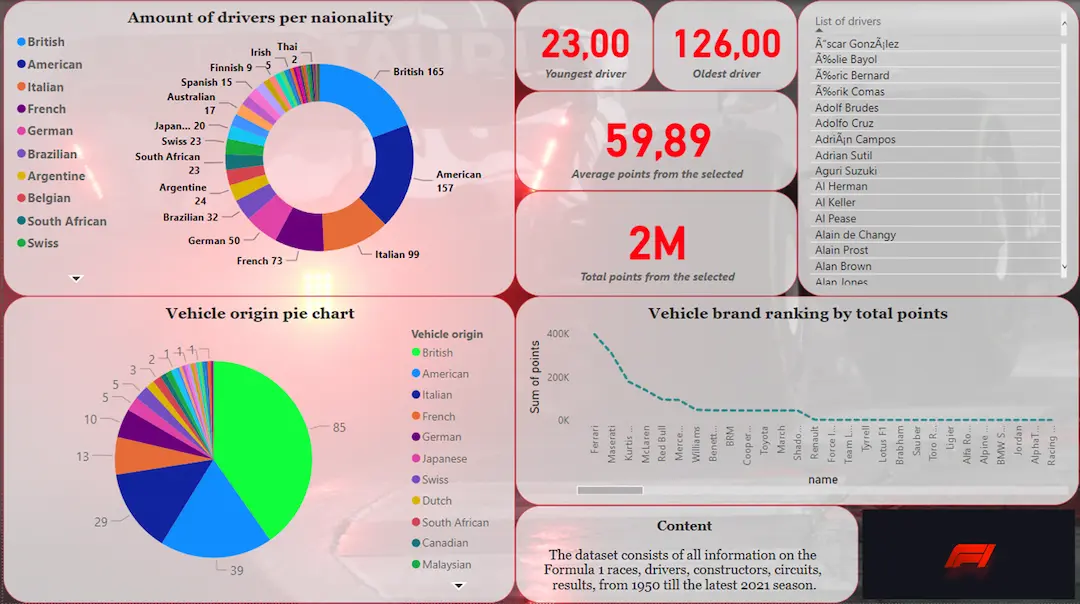 Amount of drivers per naionality
British
American
Italian
French
German
Brazilian
Argentine
Belgian
South African
Swiss
Thai
2
Irish
5
Finnish 9
Spanish 15
Australian
17
Japan... 20
Swiss 23
South African
23
Argentine
24
Brazilian 32
German 50
French 73
Italian 99
American
157
British 165
23,00
Youngest driver
126,00
Oldest driver
59,89
Average points from the selected
2M
Total points from the selected
List of drivers
Ã“scar GonzÃ¡lez
Ã‰lie Bayol
Ã‰ric Bernard
Ã‰rik Comas
Adolf Brudes
Adolfo Cruz
AdriÃ¡n Campos
Adrian Sutil
Aguri Suzuki
Al Herman
Al Keller
Al Pease
Alain de Changy
Alain Prost
Alan Brown
Alan Jones
Vehicle origin pie chart
1
1
1
2
3
5
5
10
13
29
39
85
Vehicle origin
British
American
Italian
French
German
Japanese
Swiss
Dutch
South African
Canadian
Malaysian
Vehicle brand ranking by total points
Sum of points
400K
200K
0K
Ferrari
Maserati
Kurtis ...
McLaren
Red Bull
Merce...
Williams
Benett...
BRM
Cooper...
Toyota
March
Shado...
Renault
Force I...
Team L...
Tyrrell
Lotus F1
Brabham
Sauber
Toro R...
Ligier
Alfa Ro...
Alpine ...
BMW S...
Jordan
AlphaT...
Racing ...
name
Content
The dataset consists of all information on the
Formula 1 races, drivers, constructors, circuits,
results, from 1950 till the latest 2021 season.
F1